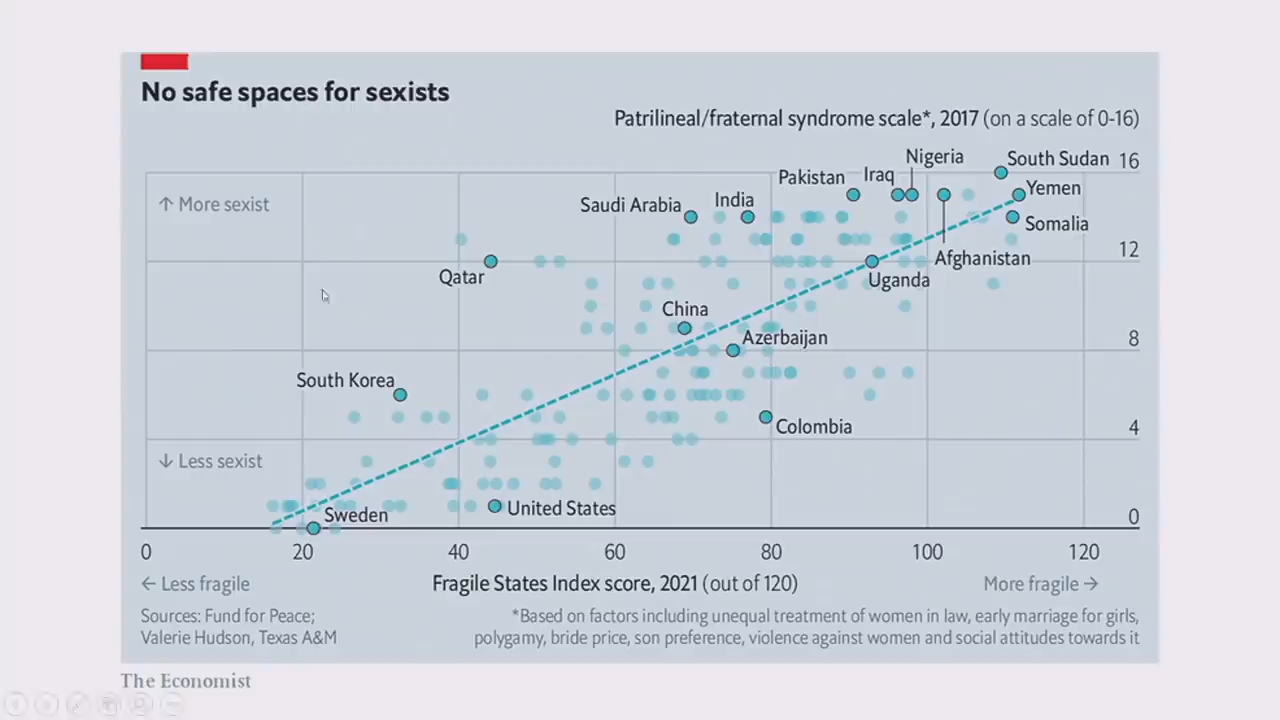 No safe spaces for sexists
Patrilineal/fraternal syndrome scale*, 2017 (on a scale of 0-16)
Nigeria
South Sudan 16
Pakistan Iraq
Yemen
India
Saudi Arabia
↑ More sexist
Somalia
12
Afghanistan
Qatar
Uganda
China
Azerbaijan 8
South Korea
Colombia 4
↓ Less sexist
United States
Sweden 0
0 20 40 60 80 100 120
← Less fragile Fragile States Index score, 2021 (out of 120) More fragile →
Sources: Fund for Peace;
Valerie Hudson, Texas A&M
*Based on factors including unequal treatment of women in law, early marriage for girls,
polygamy, bride price, son preference, violence against women and social attitudes towards it
The Economist